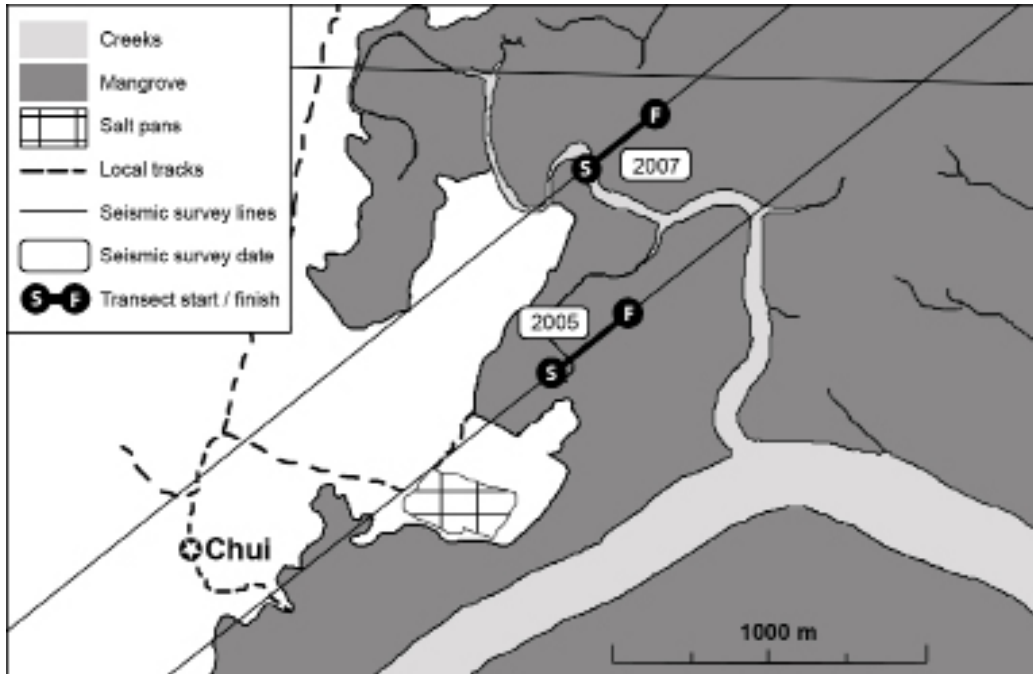 Creeks
Mangrove
Salt pans
Local tracks
Seismic survey lines
Seismic survey date
S F Transect start / finish
F
S 2007
2005 F
S
Chui
1000 m